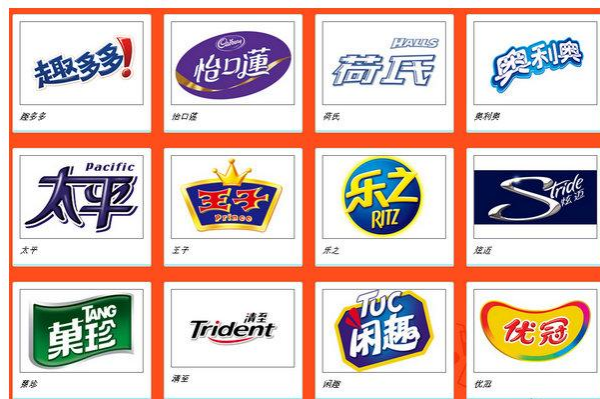 趣多多!
Cadbury
怡口蓮
HALLS
荷氏
奥利奥
趣多多
怡口莲
荷氏
奥利奥
Pacific
太平
王子
Prince
乐之
RITZ
Stride
炫迈
太平
王子
乐之
炫迈
TANG
菓珍
清至
Trident
TUC
闲趣
优冠
菓珍
清至
闲趣
优冠